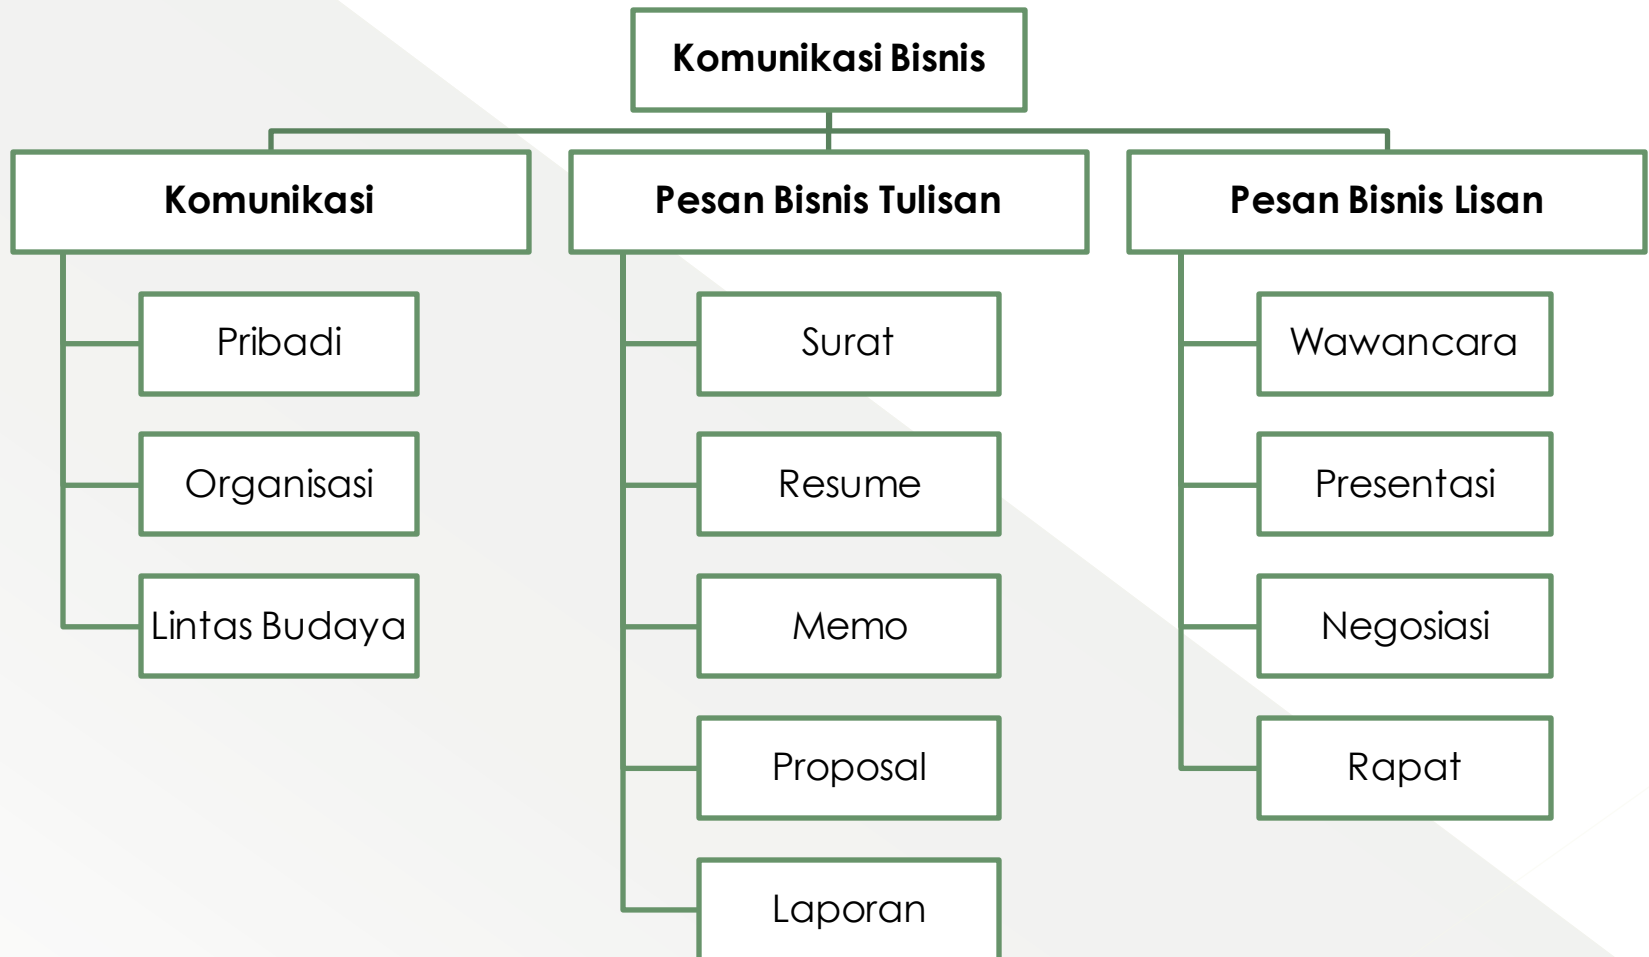 Komunikasi Bisnis
Komunikasi
Pribadi
Organisasi
Lintas Budaya
Pesan Bisnis Tulisan
Surat
Resume
Memo
Proposal
Laporan
Pesan Bisnis Lisan
Wawancara
Presentasi
Negosiasi
Rapat